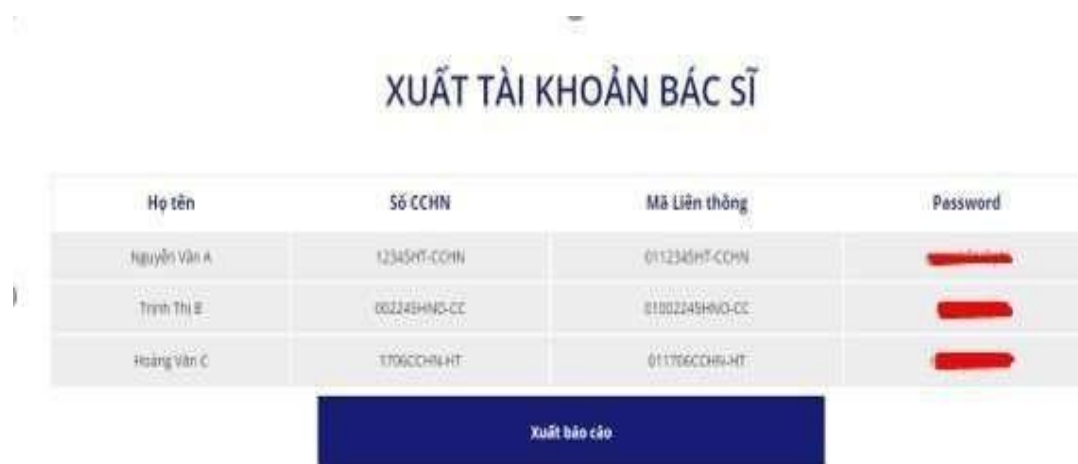 XUẤT TÀI KHOẢN BÁC SĨ
Họ tên Số CCHN Mã Liên thông Password
Nguyễn Văn A 12345HT-CCHN 0112345HT-CCHN
Trịnh Thị B 002245HNO-CC 01002245HNO-CC
Hoàng Văn C 1706CCHN-HT 011706CCHN-HT
Xuất báo cáo